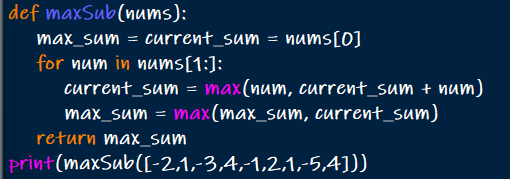 def maxSub(nums):
    max_sum = current_sum = nums[0]
    for num in nums[1:]:
        current_sum = max(num, current_sum + num)
        max_sum = max(max_sum, current_sum)
    return max_sum
print(maxSub([-2,1,-3,4,-1,2,1,-5,4]))